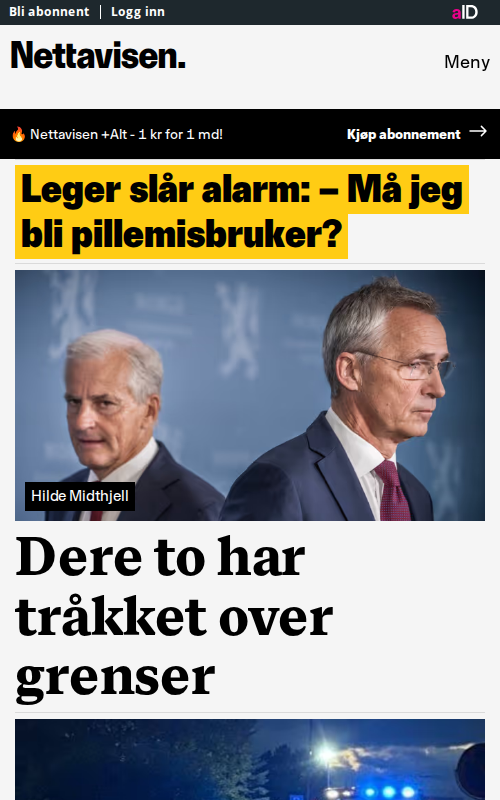 Bli abonnent | Logg inn
aID
Nettavisen.
Meny
🔥 Nettavisen +Alt - 1 kr for 1 md!
Kjøp abonnement →
Leger slår alarm: – Må jeg
bli pillemisbruker?
Hilde Midthjell
Dere to har
tråkket over
grenser